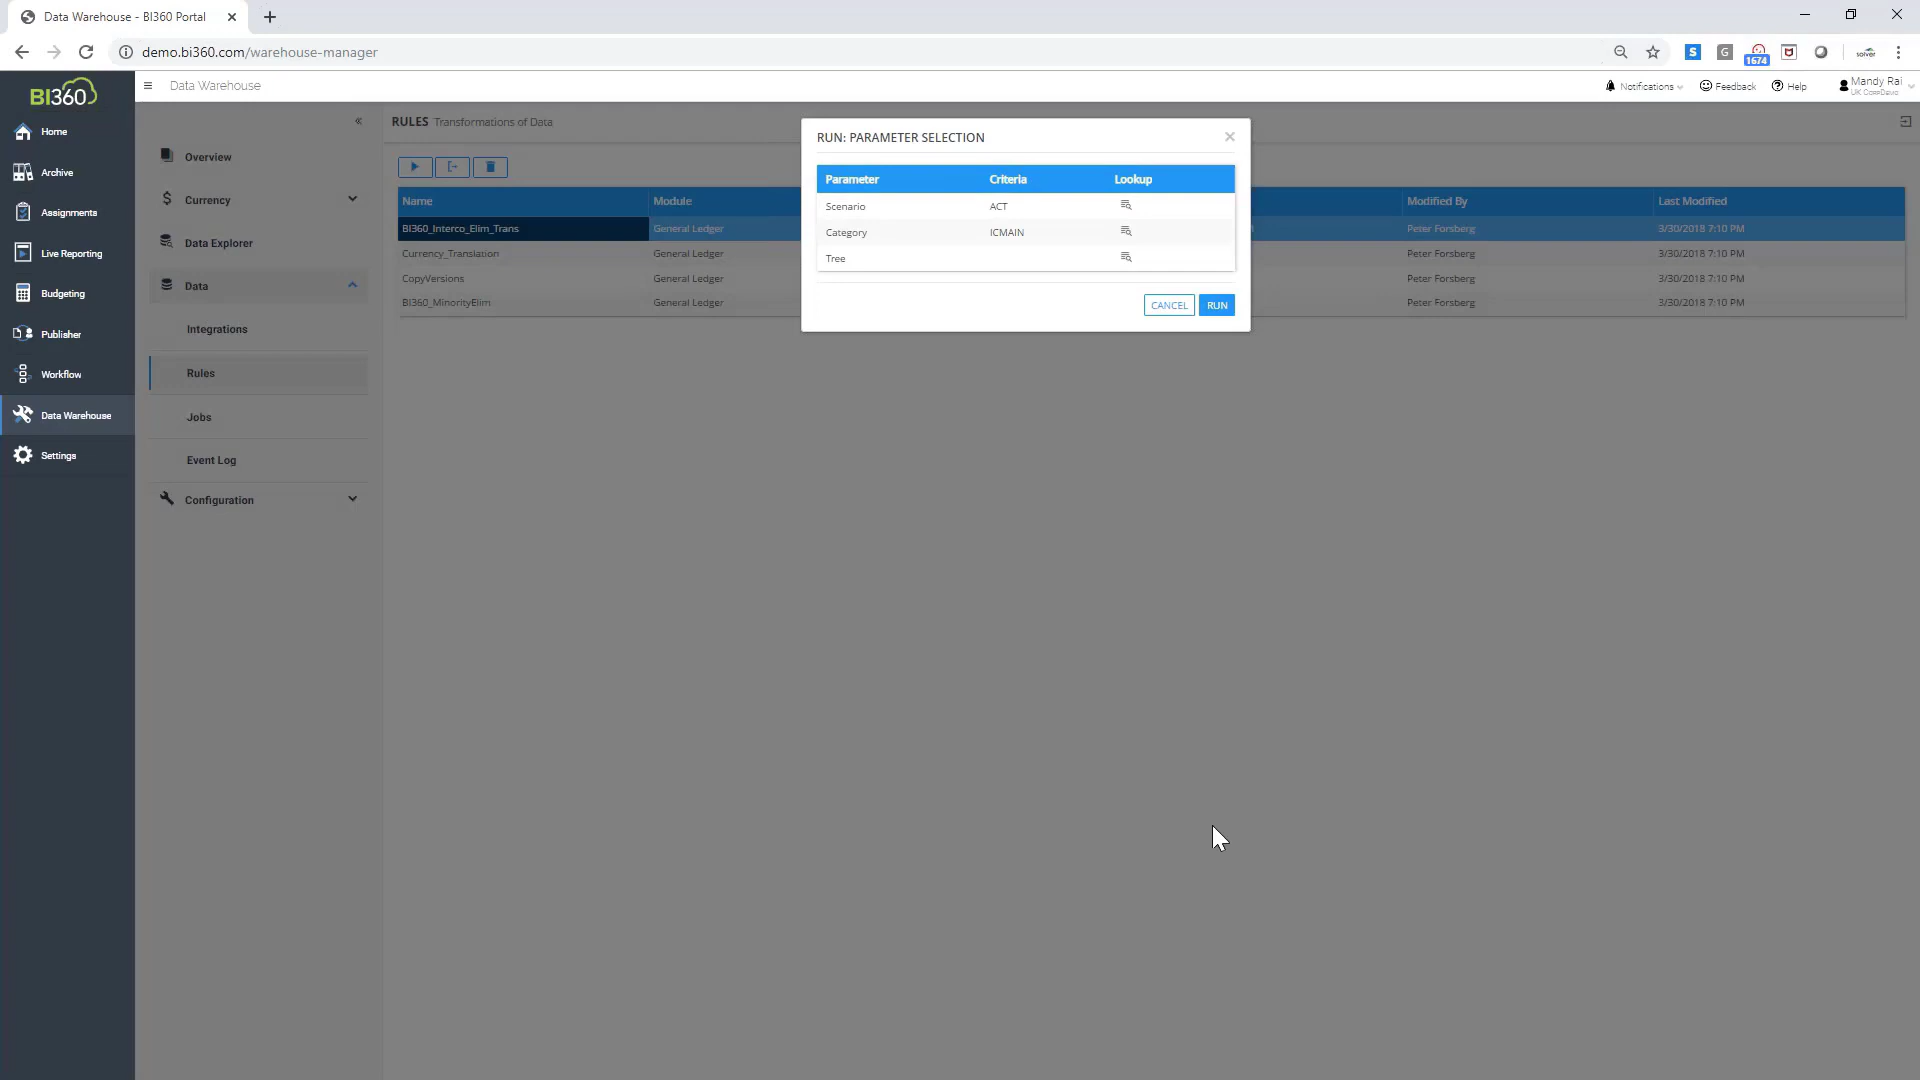 Data Warehouse - BI360 Portal
demo.bi360.com/warehouse-manager
S G 1674 solver
BI360
Data Warehouse
Notifications Feedback Help Mandy Rai
UK CorpDemo
Home
Archive
Assignments
Live Reporting
Budgeting
Publisher
Workflow
Data Warehouse
Settings
Overview
Currency
Data Explorer
Data
Integrations
Rules
Jobs
Event Log
Configuration
RULES Transformations of Data
Name Module Modified By Last Modified
BI360_Interco_Elim_Trans General Ledger Peter Forsberg 3/30/2018 7:10 PM
Currency_Translation General Ledger Peter Forsberg 3/30/2018 7:10 PM
CopyVersions General Ledger Peter Forsberg 3/30/2018 7:10 PM
BI360_MinorityElim General Ledger Peter Forsberg 3/30/2018 7:10 PM
RUN: PARAMETER SELECTION
Parameter Criteria Lookup
Scenario ACT
Category ICMAIN
Tree
CANCEL RUN